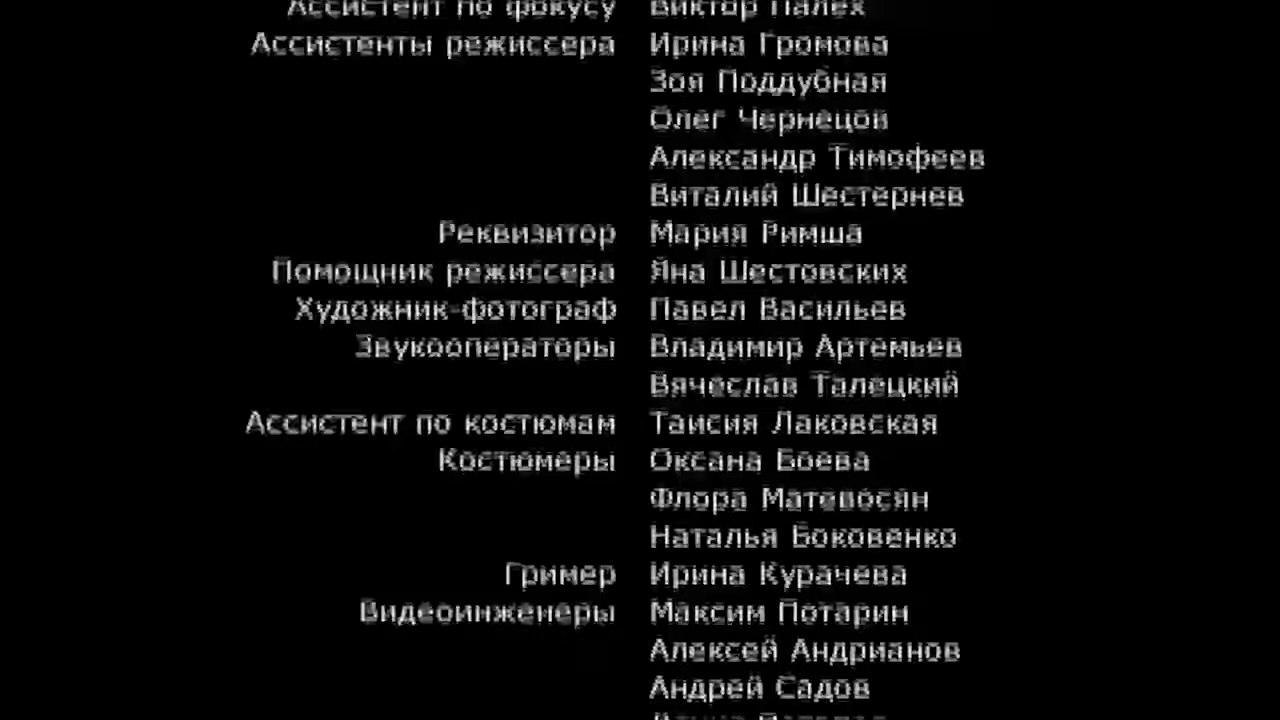 Ассистент по фокусу Виктор Палех
Ассистенты режиссера Ирина Громова
Зоя Поддубная
Олег Чернецов
Александр Тимофеев
Виталий Шестернев
Реквизитор Мария Римша
Помощник режиссера Яна Шестовских
Художник-фотограф Павел Васильев
Звукооператоры Владимир Артемьев
Вячеслав Талецкий
Ассистент по костюмам Таисия Лаковская
Костюмеры Оксана Боева
Флора Матевосян
Наталья Боковенко
Гример Ирина Курачева
Видеоинженеры Максим Потарин
Алексей Андрианов
Андрей Садов